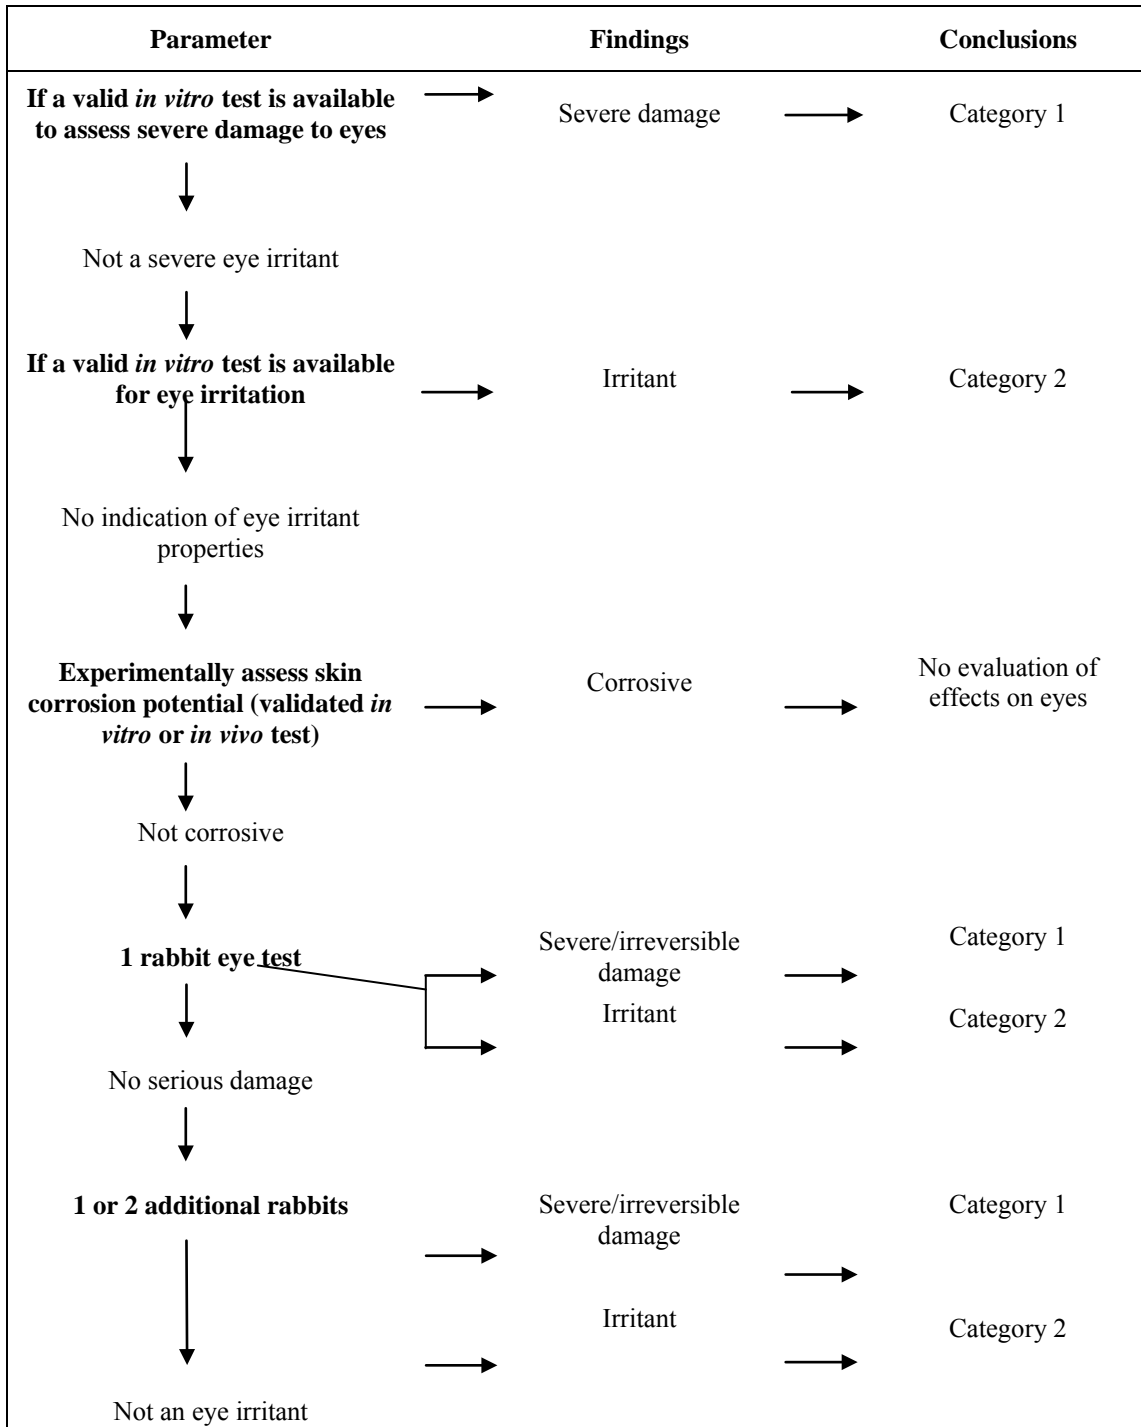 Parameter Findings Conclusions
If a valid in vitro test is available
to assess severe damage to eyes
Severe damage
Category 1
Not a severe eye irritant
If a valid in vitro test is available
for eye irritation
Irritant
Category 2
No indication of eye irritant
properties
Experimentally assess skin
corrosion potential (validated in
vitro or in vivo test)
Corrosive
No evaluation of
effects on eyes
Not corrosive
1 rabbit eye test
Severe/irreversible
damage
Category 1
Irritant
Category 2
No serious damage
1 or 2 additional rabbits
Severe/irreversible
damage
Category 1
Irritant
Category 2
Not an eye irritant